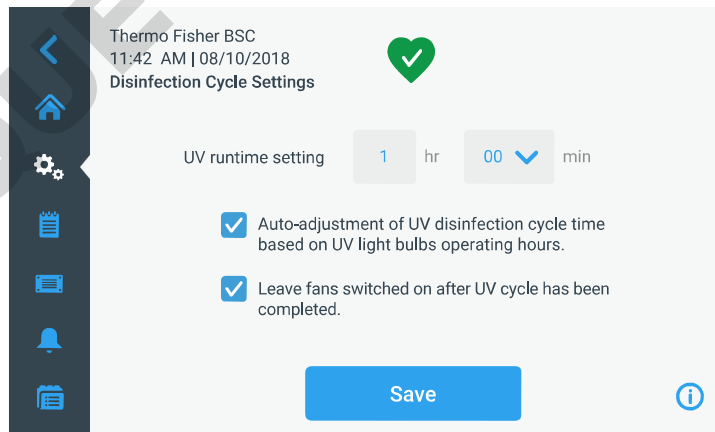 Thermo Fisher BSC
11:42 AM | 08/10/2018
Disinfection Cycle Settings
UV runtime setting 1 hr 00 min
Auto-adjustment of UV disinfection cycle time
based on UV light bulbs operating hours.
Leave fans switched on after UV cycle has been
completed.
Save